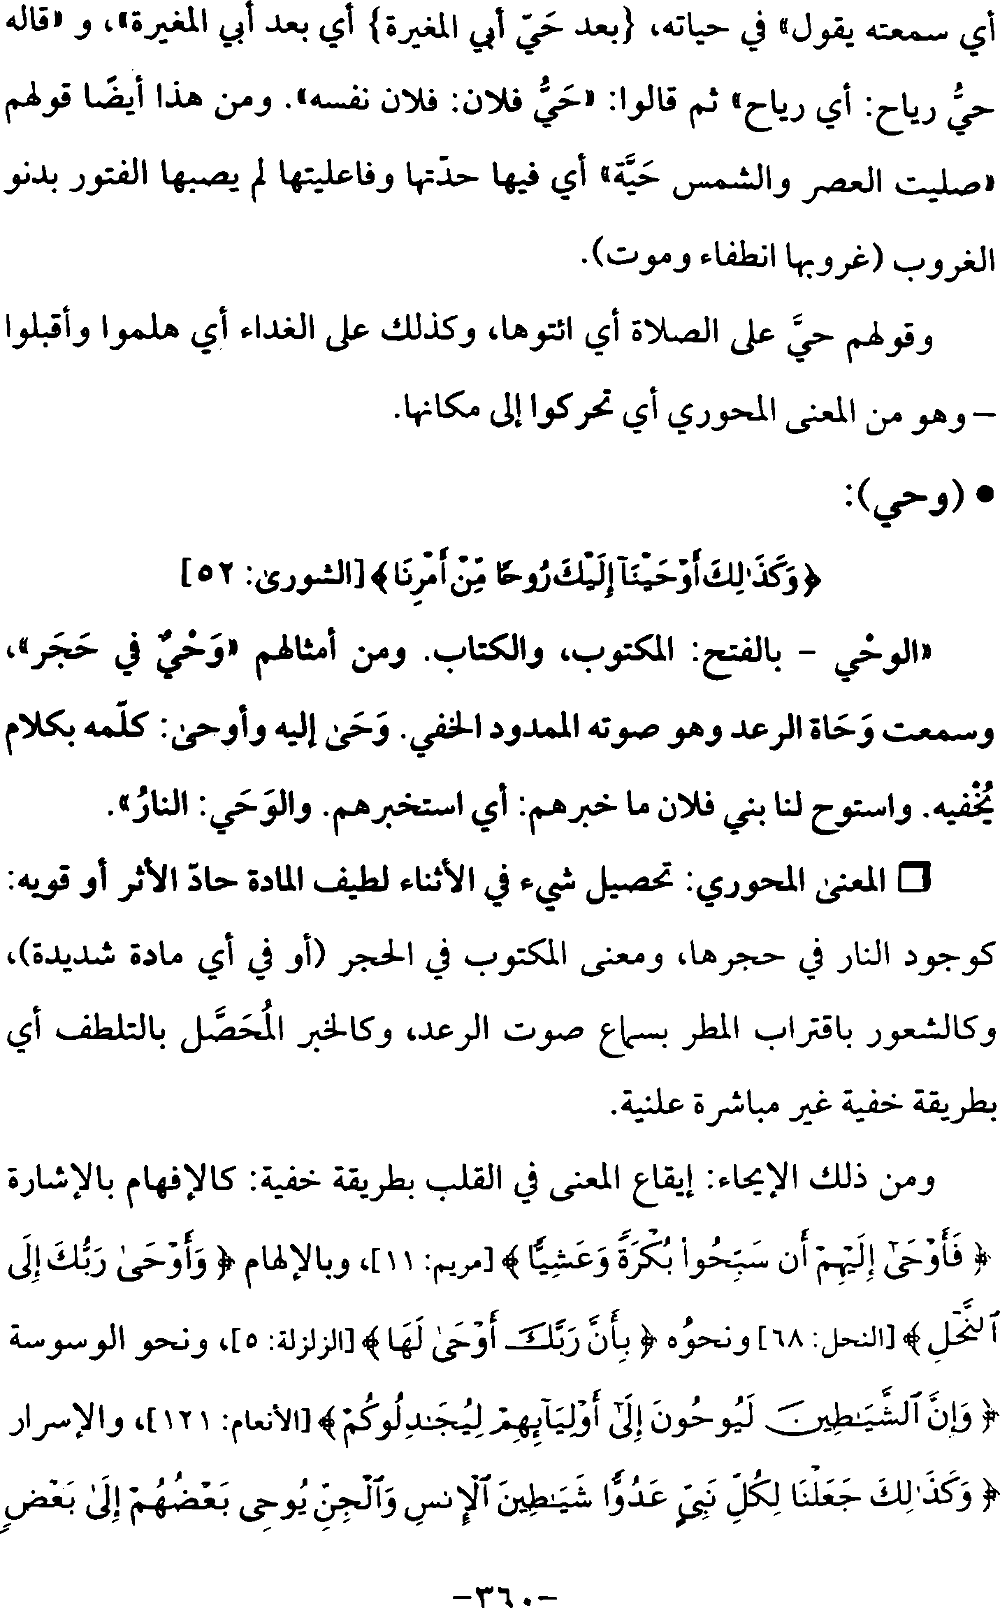 أي سمعته يقول» في حياته، {بعد حَيّ أبي المغيرة} أي بعد أبي المغيرة»، و «قاله
حيُّ رياح: أي رياح» ثم قالوا: «حَيُّ فلان: فلان نفسه». ومن هذا أيضًا قولهم
«صليت العصر والشمس حَيَّة» أي فيها حدّتها وفاعليتها لم يصبها الفتور بدنو
الغروب (غروبها انطفاء وموت).
وقولهم حيَّ على الصلاة أي ائتوها، وكذلك على الغداء أي هلموا وأقبلوا
– وهو من المعنى المحوري أي تحركوا إلى مكانها.
● (وحي):
﴿وَكَذَٰلِكَ أَوْحَيْنَآ إِلَيْكَ رُوحًا مِّنْ أَمْرِنَا﴾ [الشورى: ٥٢]
«الوحْي – بالفتح: المكتوب، والكتاب. ومن أمثالهم «وَحْيٌ في حَجَر»،
وسمعت وَحَاة الرعد وهو صوته الممدود الخفي. وَحَىٰ إليه وأوحىٰ: كلّمه بكلام
يُخْفيه. واستوح لنا بني فلان ما خبرهم: أي استخبرهم. والوَحَي: النارُ».
❒ المعنىٰ المحوري: تحصيل شيء في الأثناء لطيف المادة حادّ الأثر أو قويه:
كوجود النار في حجرها، ومعنى المكتوب في الحجر (أو في أي مادة شديدة)،
وكالشعور باقتراب المطر بسماع صوت الرعد، وكالخبر المُحَصَّل بالتلطف أي
بطريقة خفية غير مباشرة علنية.
ومن ذلك الإيحاء: إيقاع المعنى في القلب بطريقة خفية: كالإفهام بالإشارة
﴿فَأَوْحَىٰٓ إِلَيْهِمْ أَن سَبِّحُوا۟ بُكْرَةً وَعَشِيًّا﴾ [مريم: ١١]، وبالإلهام ﴿وَأَوْحَىٰ رَبُّكَ إِلَى
ٱلنَّحْلِ﴾ [النحل: ٦٨] ونحوُه ﴿بِأَنَّ رَبَّكَ أَوْحَىٰ لَهَا﴾ [الزلزلة: ٥]، ونحو الوسوسة
﴿وَإِنَّ ٱلشَّيَٰطِينَ لَيُوحُونَ إِلَىٰٓ أَوْلِيَآئِهِمْ لِيُجَٰدِلُوكُمْ﴾ [الأنعام: ١٢١]، والإسرار
﴿وَكَذَٰلِكَ جَعَلْنَا لِكُلِّ نَبِيٍّ عَدُوًّا شَيَٰطِينَ ٱلْإِنسِ وَٱلْجِنِّ يُوحِى بَعْضُهُمْ إِلَىٰ بَعْضٍ
-٣٦٠-